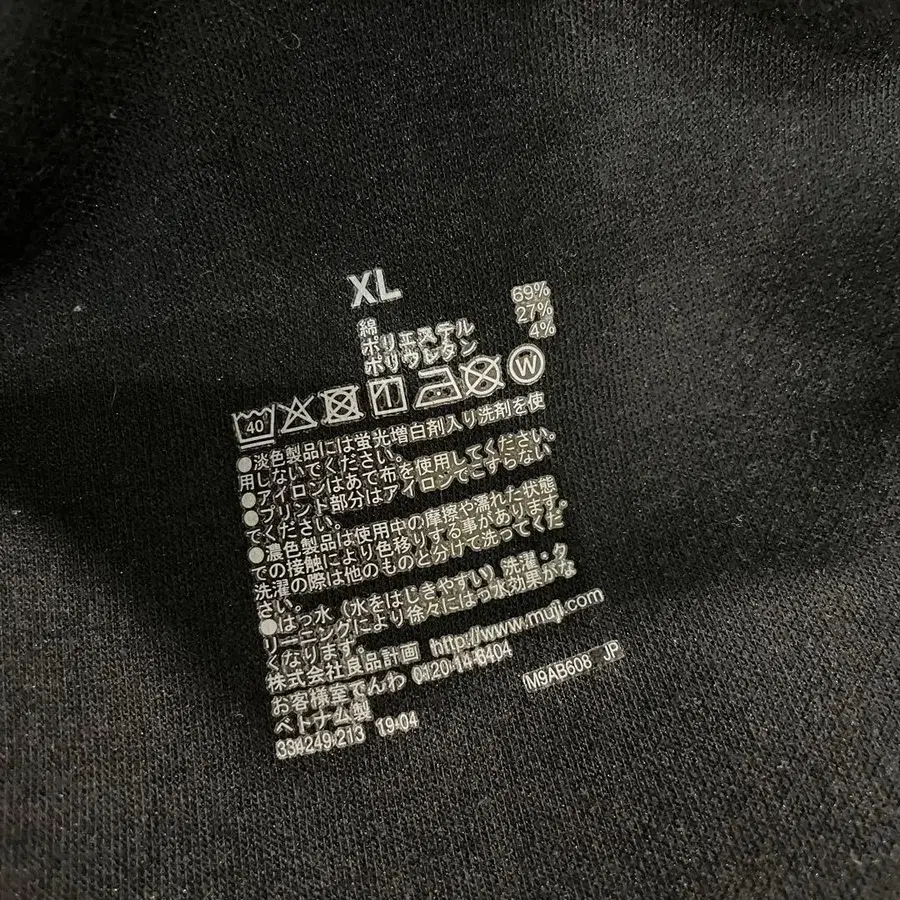 XL
綿 69%
ポリエステル 27%
ポリウレタン 4%
40 W
●淡色製品には蛍光増白剤入り洗剤を使
用しないでください。
●アイロンはあて布を使用してください。
●プリント部分はアイロンでこすらない
でください。
●濃色製品は使用中の摩擦や濡れた状態
での接触により色移りする事があります。
洗濯の際は他のものと分けて洗ってくだ
さい。
●はっ水（水をはじきやすい）洗濯・ク
リーニングにより徐々にはっ水効果がな
くなります。
株式会社良品計画 http://www.muji.com
お客様室でんわ 0120-14-6404
ベトナム製 M9AB608 JP
334249-213 19-04